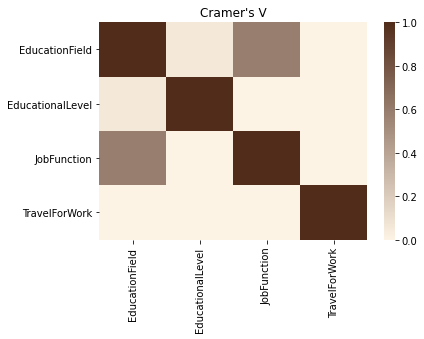 Cramer's V
EducationField
EducationalLevel
JobFunction
TravelForWork
EducationField
EducationalLevel
JobFunction
TravelForWork
1.0
0.8
0.6
0.4
0.2
0.0